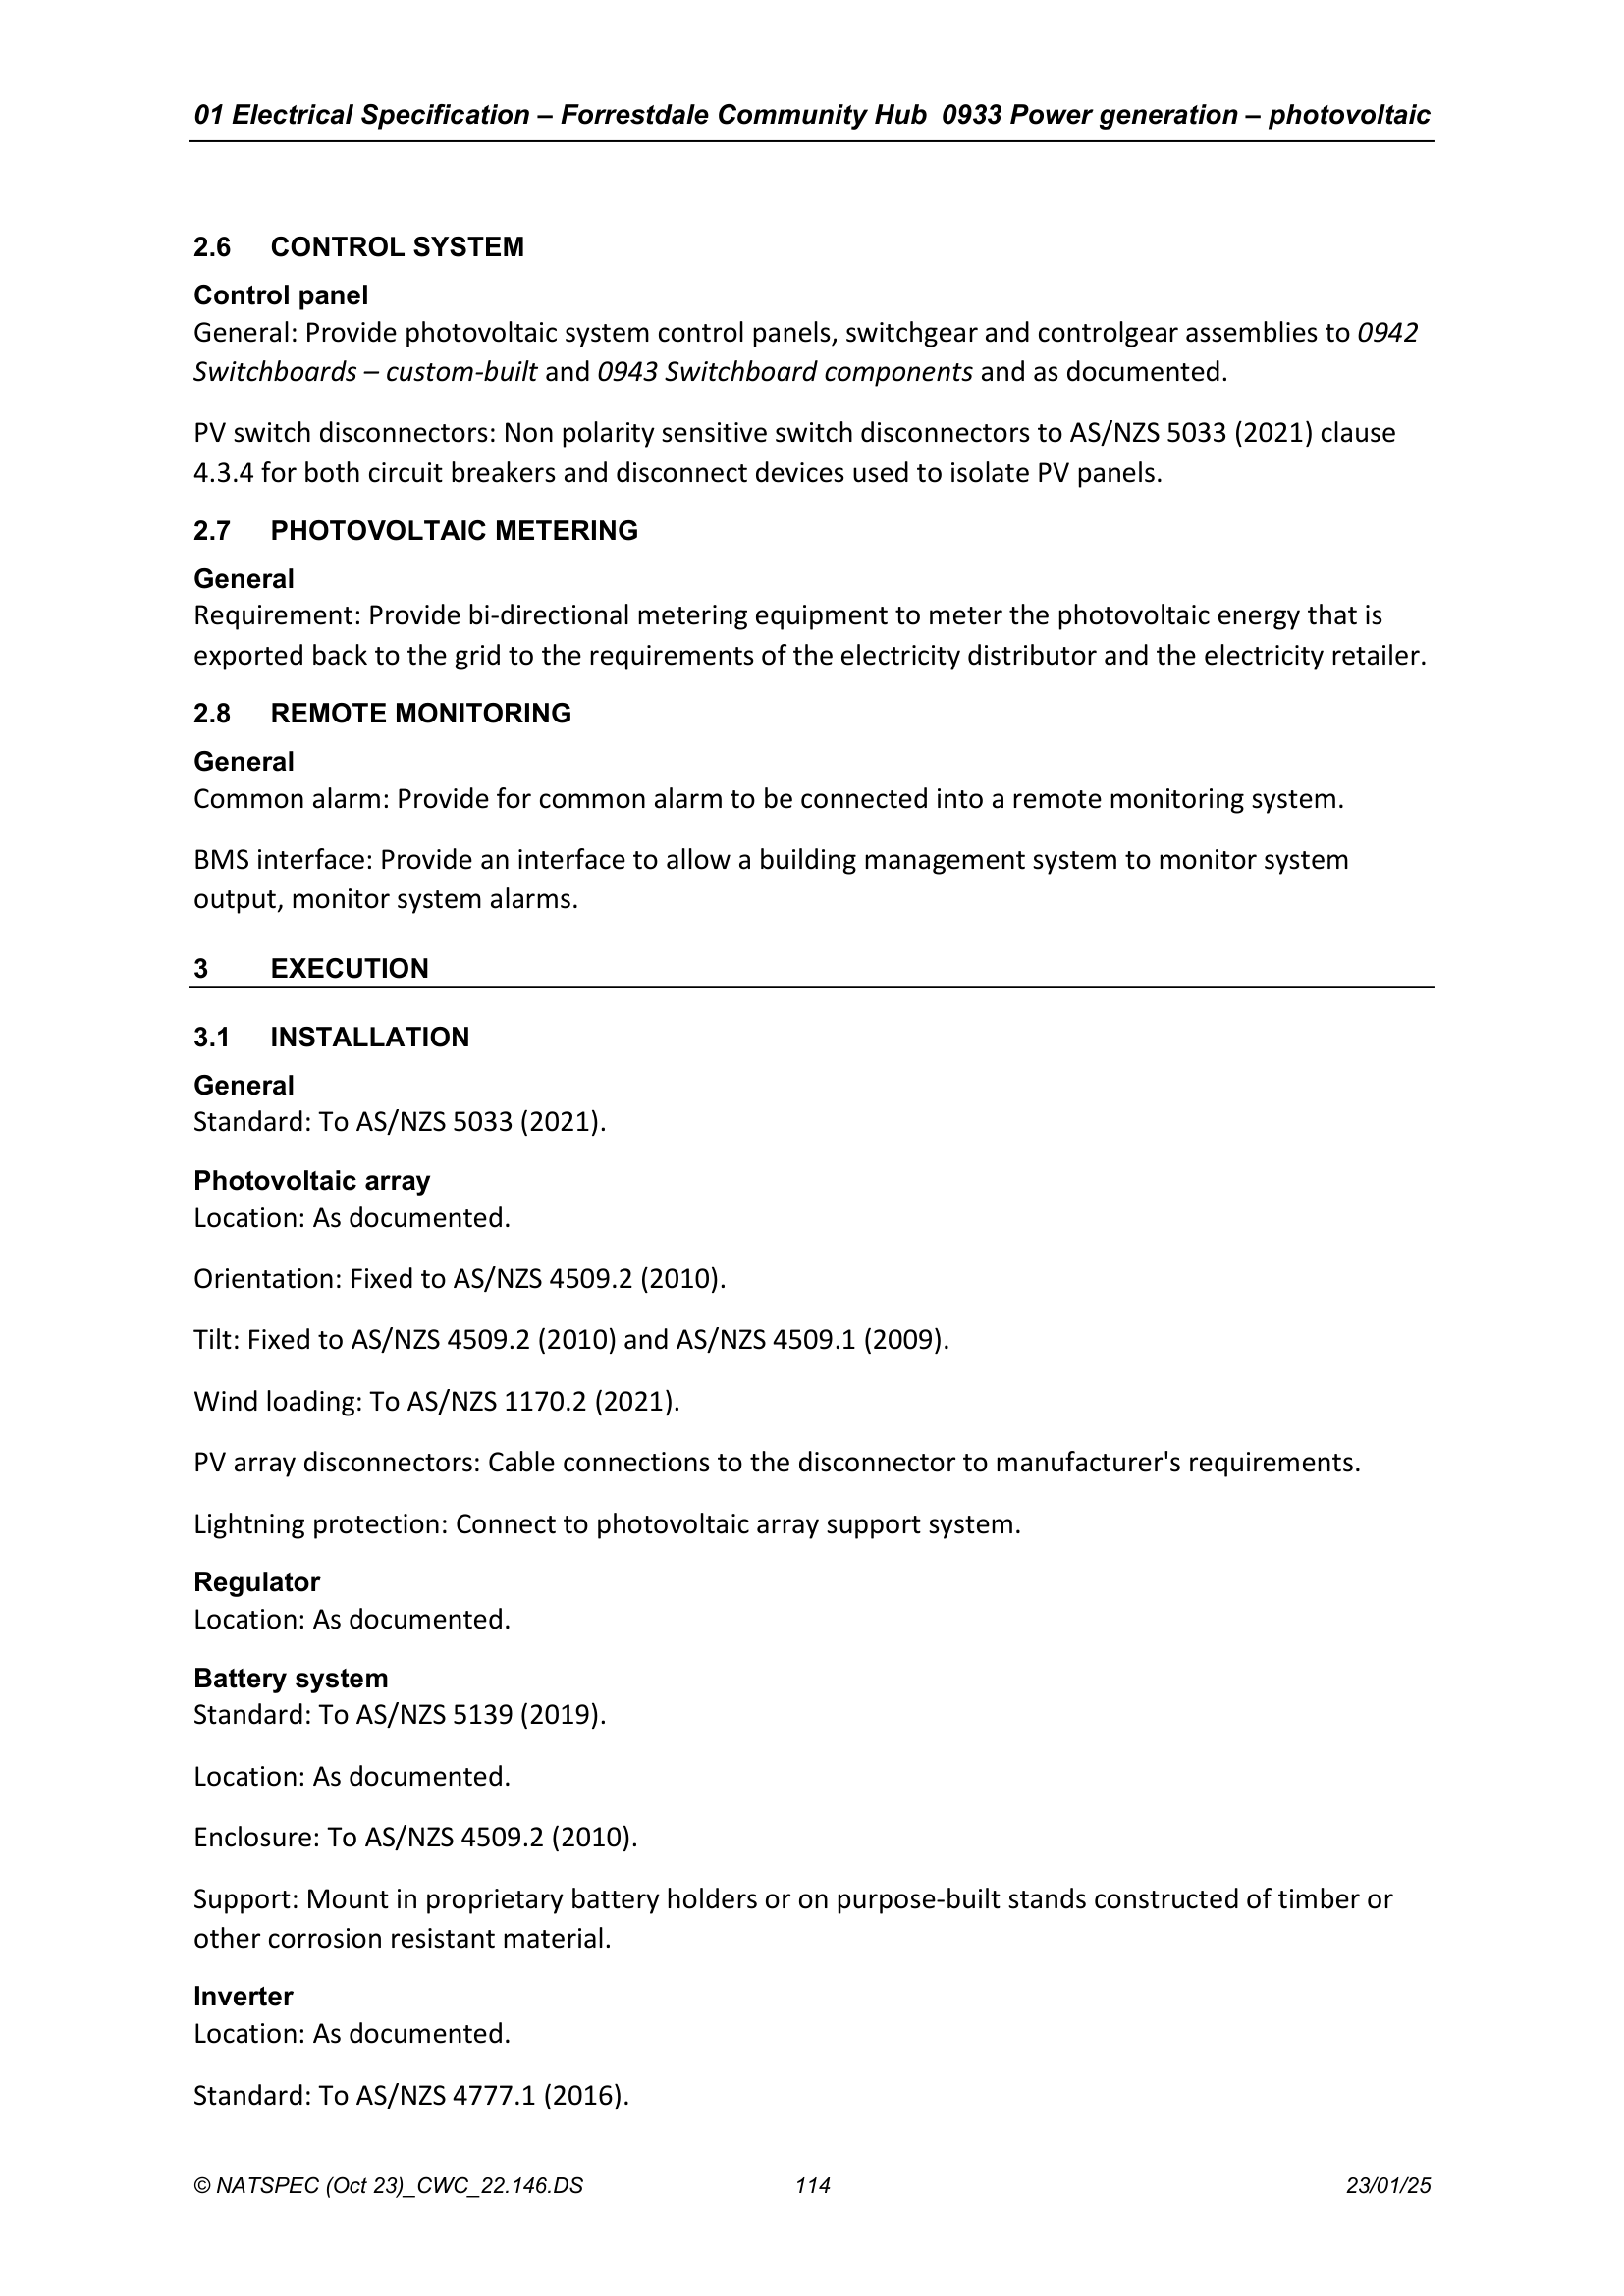 01 Electrical Specification – Forrestdale Community Hub 0933 Power generation – photovoltaic
2.6 CONTROL SYSTEM
Control panel
General: Provide photovoltaic system control panels, switchgear and controlgear assemblies to 0942
Switchboards – custom-built and 0943 Switchboard components and as documented.
PV switch disconnectors: Non polarity sensitive switch disconnectors to AS/NZS 5033 (2021) clause
4.3.4 for both circuit breakers and disconnect devices used to isolate PV panels.
2.7 PHOTOVOLTAIC METERING
General
Requirement: Provide bi-directional metering equipment to meter the photovoltaic energy that is
exported back to the grid to the requirements of the electricity distributor and the electricity retailer.
2.8 REMOTE MONITORING
General
Common alarm: Provide for common alarm to be connected into a remote monitoring system.
BMS interface: Provide an interface to allow a building management system to monitor system
output, monitor system alarms.
3 EXECUTION
3.1 INSTALLATION
General
Standard: To AS/NZS 5033 (2021).
Photovoltaic array
Location: As documented.
Orientation: Fixed to AS/NZS 4509.2 (2010).
Tilt: Fixed to AS/NZS 4509.2 (2010) and AS/NZS 4509.1 (2009).
Wind loading: To AS/NZS 1170.2 (2021).
PV array disconnectors: Cable connections to the disconnector to manufacturer's requirements.
Lightning protection: Connect to photovoltaic array support system.
Regulator
Location: As documented.
Battery system
Standard: To AS/NZS 5139 (2019).
Location: As documented.
Enclosure: To AS/NZS 4509.2 (2010).
Support: Mount in proprietary battery holders or on purpose-built stands constructed of timber or
other corrosion resistant material.
Inverter
Location: As documented.
Standard: To AS/NZS 4777.1 (2016).
© NATSPEC (Oct 23)_CWC_22.146.DS 114 23/01/25